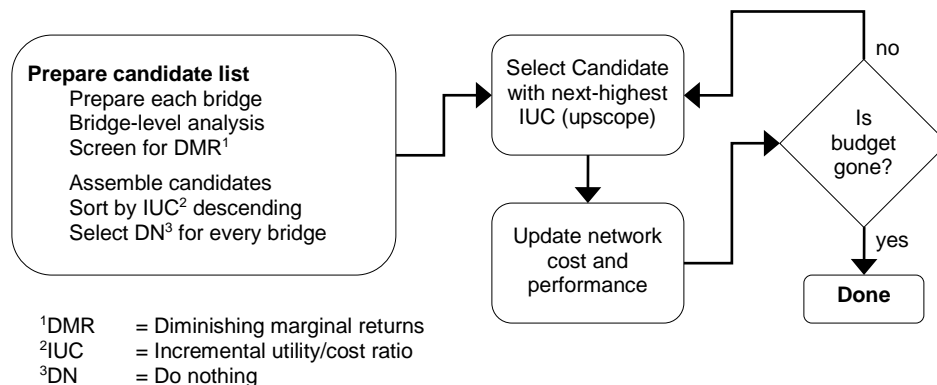 Prepare candidate list
Prepare each bridge
Bridge-level analysis
Screen for DMR¹
Assemble candidates
Sort by IUC² descending
Select DN³ for every bridge
Select Candidate
with next-highest
IUC (upscope)
Update network
cost and
performance
no
Is
budget
gone?
yes
Done
¹DMR = Diminishing marginal returns
²IUC = Incremental utility/cost ratio
³DN = Do nothing